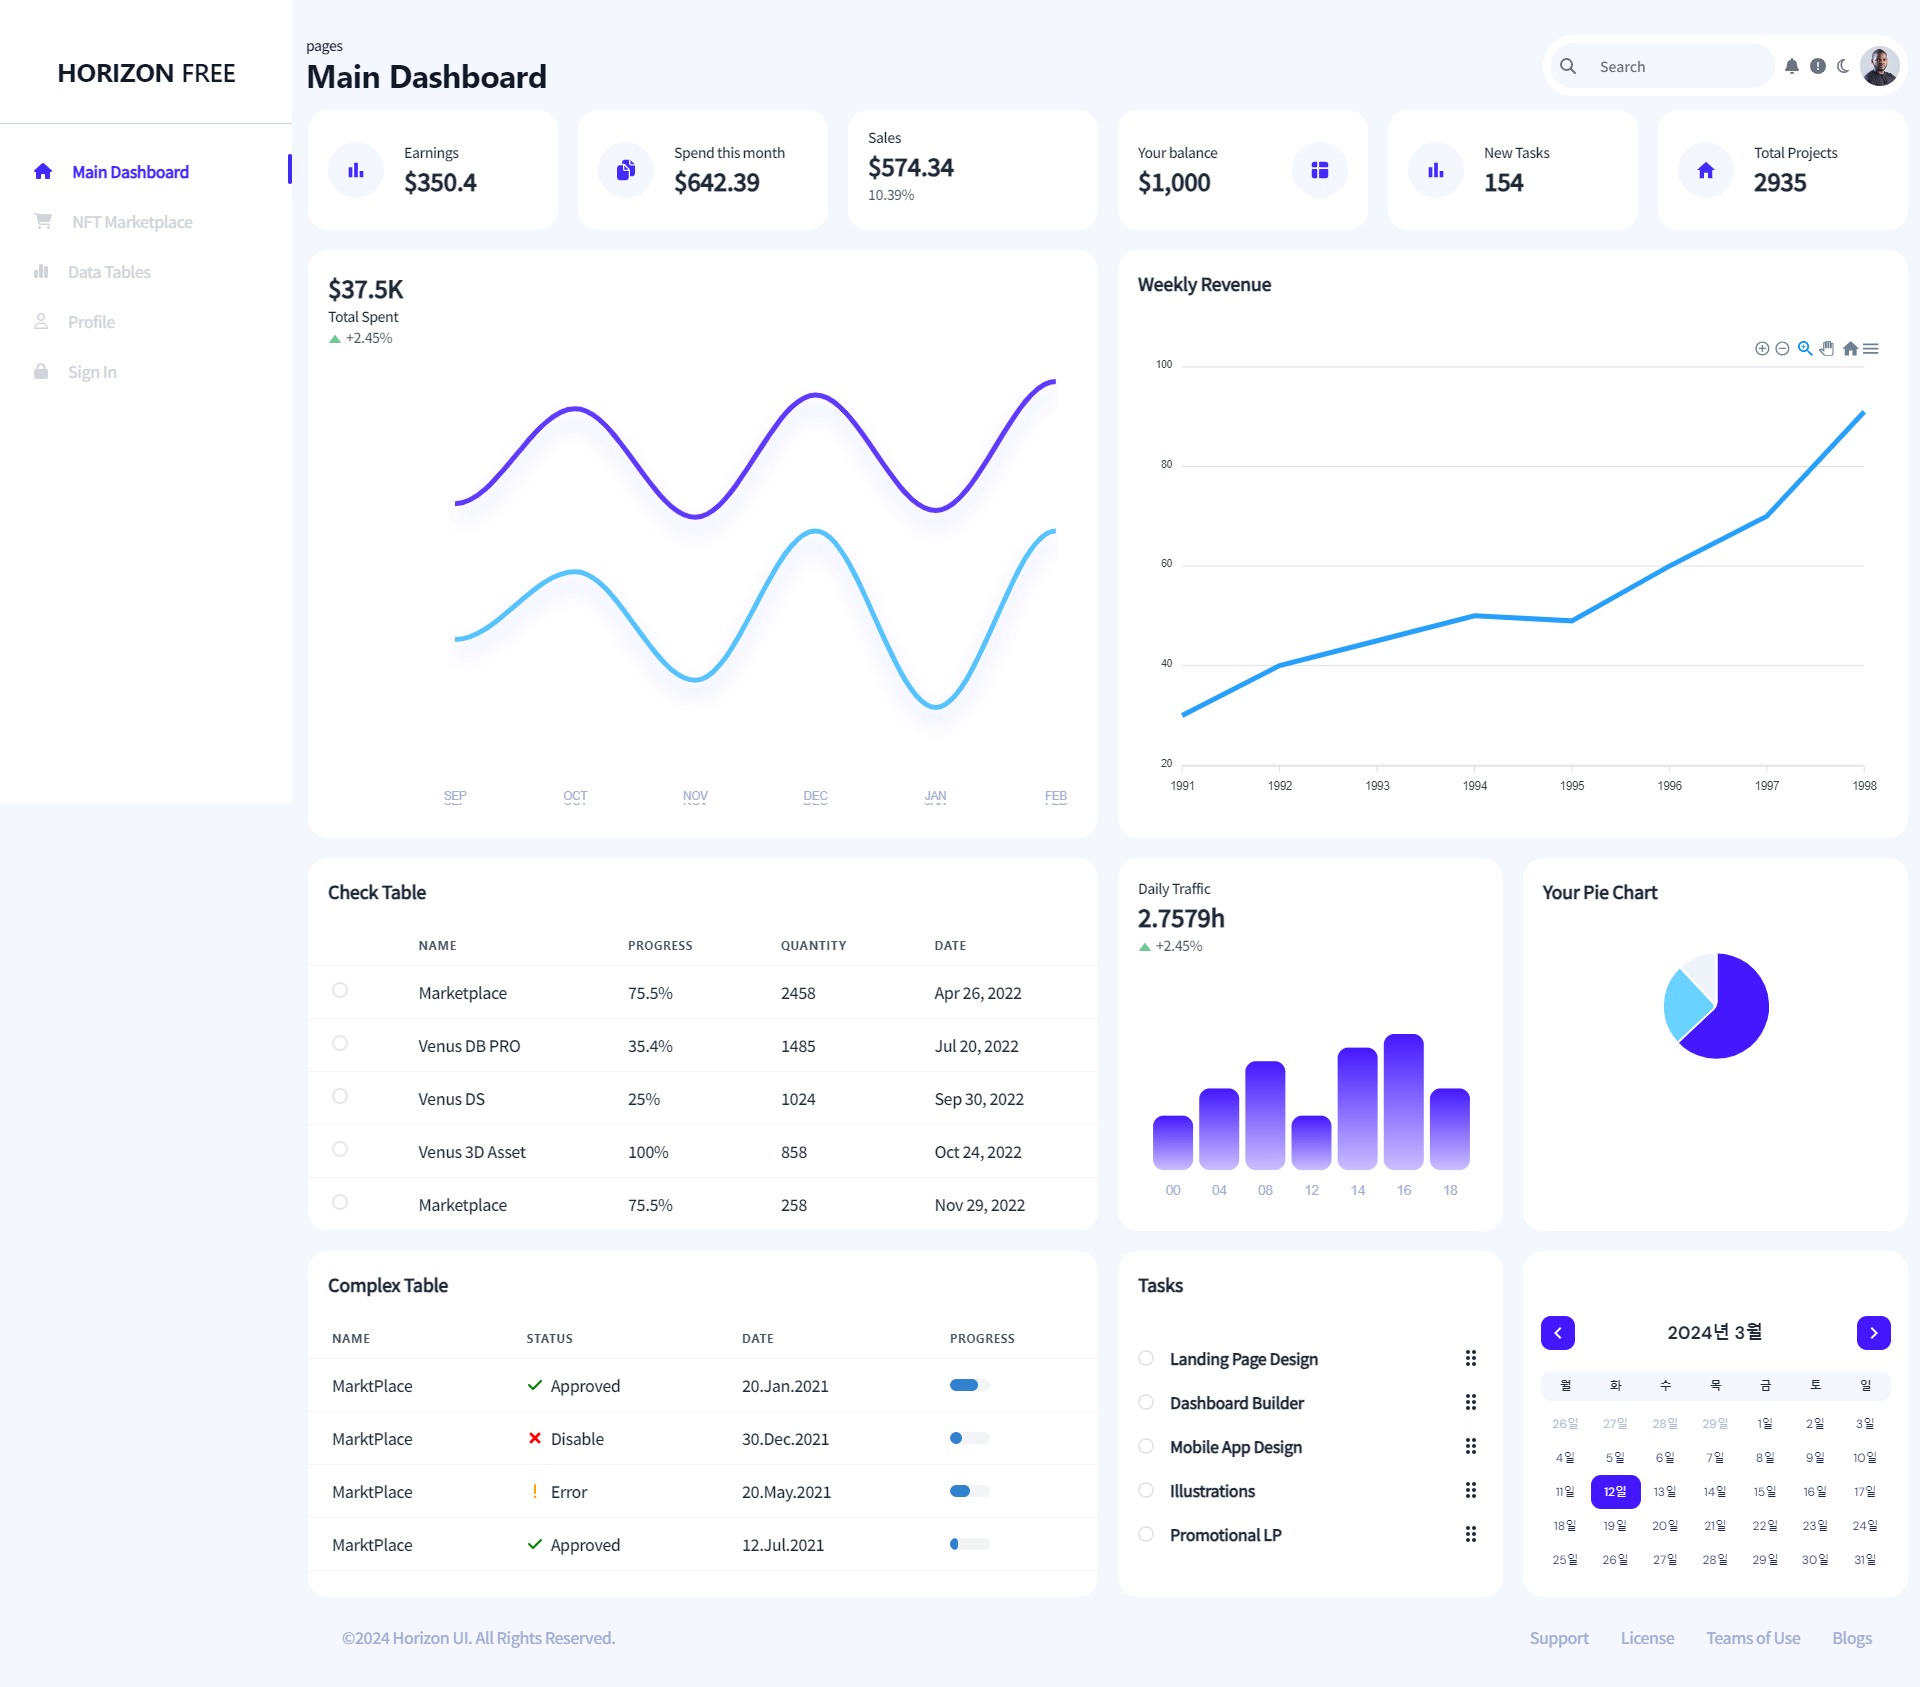 HORIZON FREE
Main Dashboard
NFT Marketplace
Data Tables
Profile
Sign In
pages
Main Dashboard
Search
Earnings
$350.4
Spend this month
$642.39
Sales
$574.34
10.39%
Your balance
$1,000
New Tasks
154
Total Projects
2935
$37.5K
Total Spent
+2.45%
SEP OCT NOV DEC JAN FEB
Weekly Revenue
100
80
60
40
20
1991 1992 1993 1994 1995 1996 1997 1998
Check Table
NAME PROGRESS QUANTITY DATE
Marketplace 75.5% 2458 Apr 26, 2022
Venus DB PRO 35.4% 1485 Jul 20, 2022
Venus DS 25% 1024 Sep 30, 2022
Venus 3D Asset 100% 858 Oct 24, 2022
Marketplace 75.5% 258 Nov 29, 2022
Daily Traffic
2.7579h
+2.45%
00 04 08 12 14 16 18
Your Pie Chart
Complex Table
NAME STATUS DATE PROGRESS
MarktPlace Approved 20.Jan.2021
MarktPlace Disable 30.Dec.2021
MarktPlace Error 20.May.2021
MarktPlace Approved 12.Jul.2021
Tasks
Landing Page Design
Dashboard Builder
Mobile App Design
Illustrations
Promotional LP
2024년 3월
월 화 수 목 금 토 일
26일 27일 28일 29일 1일 2일 3일
4일 5일 6일 7일 8일 9일 10일
11일 12일 13일 14일 15일 16일 17일
18일 19일 20일 21일 22일 23일 24일
25일 26일 27일 28일 29일 30일 31일
©2024 Horizon UI. All Rights Reserved.
Support License Teams of Use Blogs